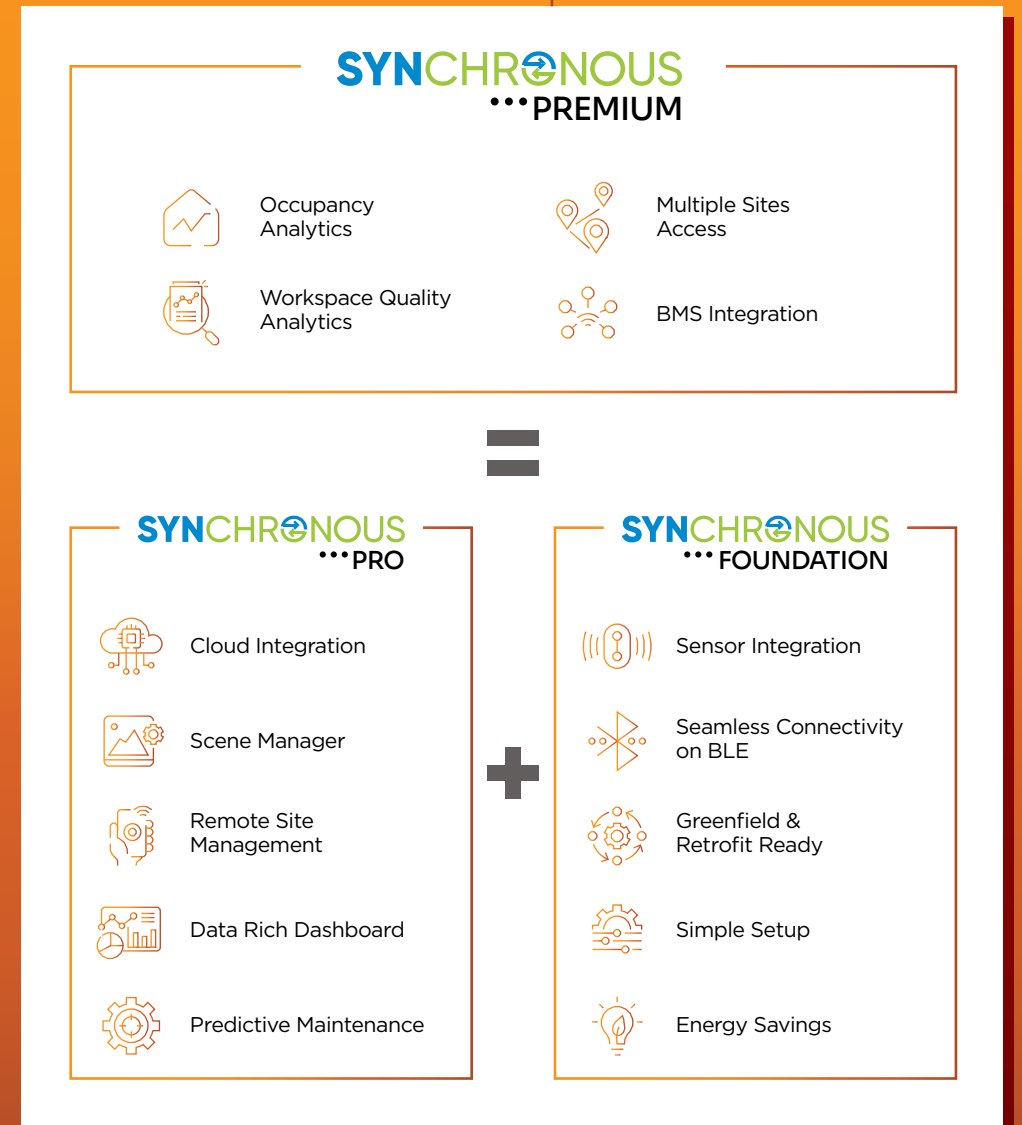 SYNCHRONOUS
PREMIUM
Occupancy
Analytics
Multiple Sites
Access
Workspace Quality
Analytics
BMS Integration
=
SYNCHRONOUS
PRO
Cloud Integration
Scene Manager
Remote Site
Management
Data Rich Dashboard
Predictive Maintenance
+
SYNCHRONOUS
FOUNDATION
Sensor Integration
Seamless Connectivity
on BLE
Greenfield &
Retrofit Ready
Simple Setup
Energy Savings